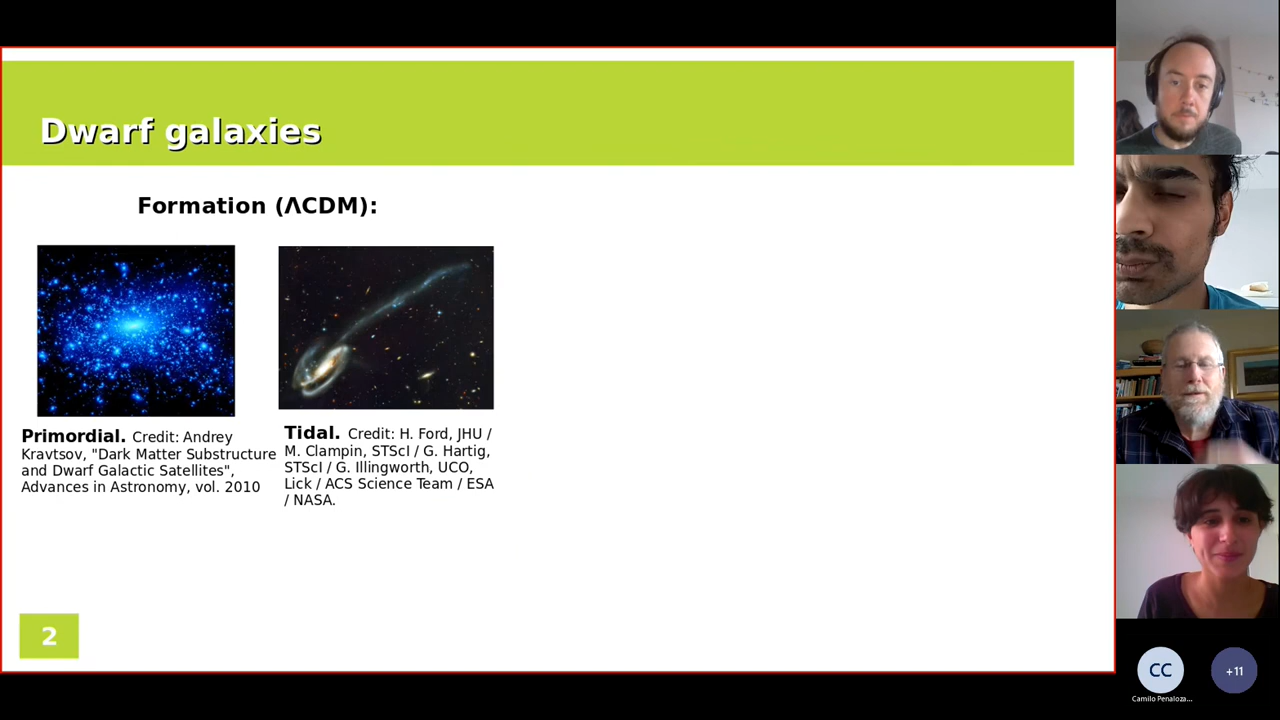 Dwarf galaxies
Formation (ΛCDM):
Primordial. Credit: Andrey
Kravtsov, "Dark Matter Substructure
and Dwarf Galactic Satellites",
Advances in Astronomy, vol. 2010
Tidal. Credit: H. Ford, JHU /
M. Clampin, STScI / G. Hartig,
STScI / G. Illingworth, UCO,
Lick / ACS Science Team / ESA
/ NASA.
2
CC
+11
Camilo Penaloza...